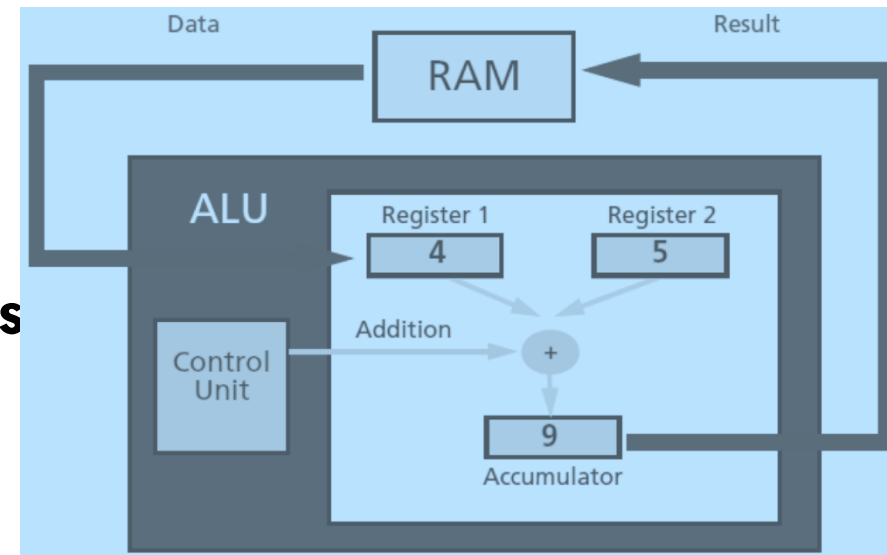 Data
Result
RAM
ALU
Register 1
Register 2
4
5
s
Addition
+
Control
Unit
9
Accumulator